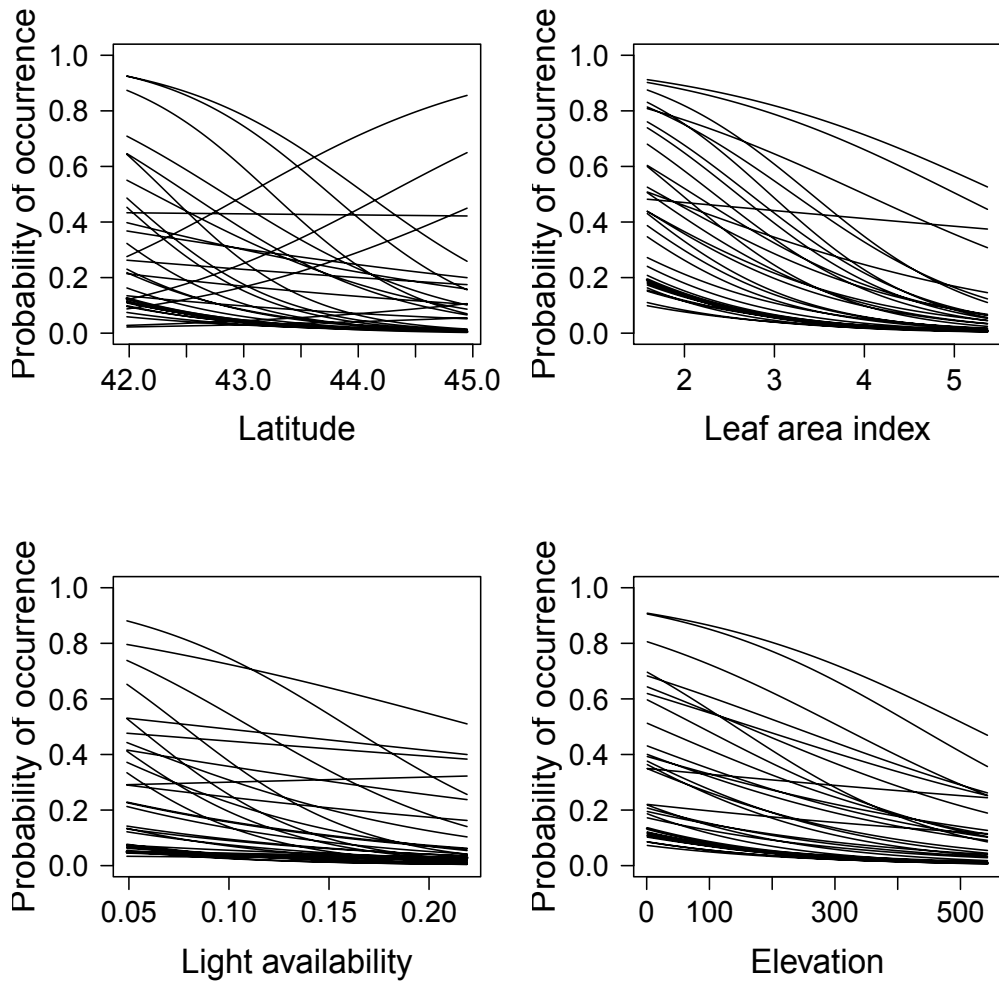 Probability of occurrence
1.0
0.8
0.6
0.4
0.2
0.0
42.0 43.0 44.0 45.0
Latitude
Probability of occurrence
1.0
0.8
0.6
0.4
0.2
0.0
2 3 4 5
Leaf area index
Probability of occurrence
1.0
0.8
0.6
0.4
0.2
0.0
0.05 0.10 0.15 0.20
Light availability
Probability of occurrence
1.0
0.8
0.6
0.4
0.2
0.0
0 100 300 500
Elevation